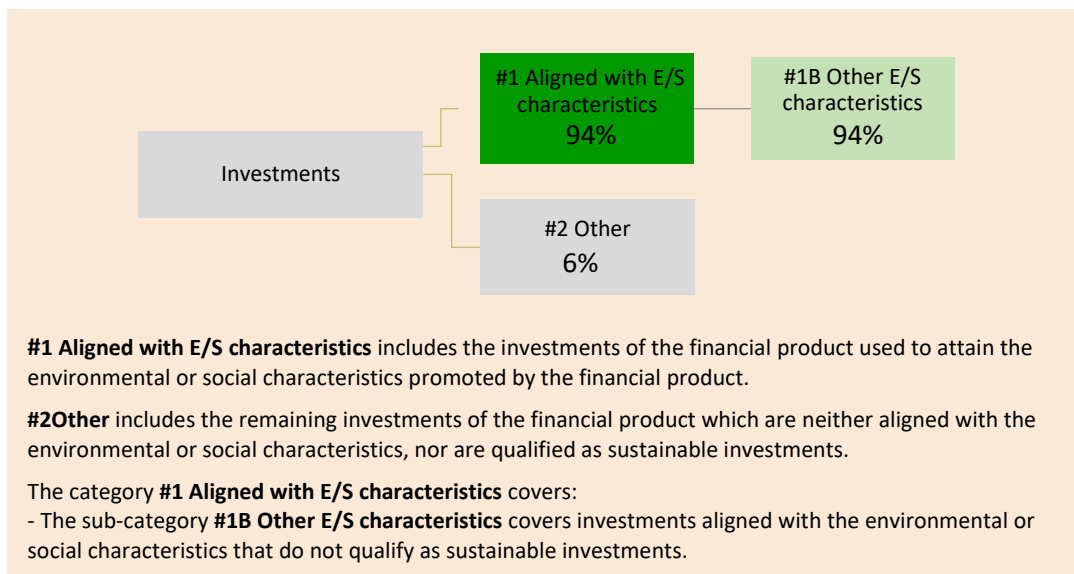 #1 Aligned with E/S
characteristics
94%
#1B Other E/S
characteristics
94%
Investments
#2 Other
6%
#1 Aligned with E/S characteristics includes the investments of the financial product used to attain the
environmental or social characteristics promoted by the financial product.
#2Other includes the remaining investments of the financial product which are neither aligned with the
environmental or social characteristics, nor are qualified as sustainable investments.
The category #1 Aligned with E/S characteristics covers:
- The sub-category #1B Other E/S characteristics covers investments aligned with the environmental or
social characteristics that do not qualify as sustainable investments.